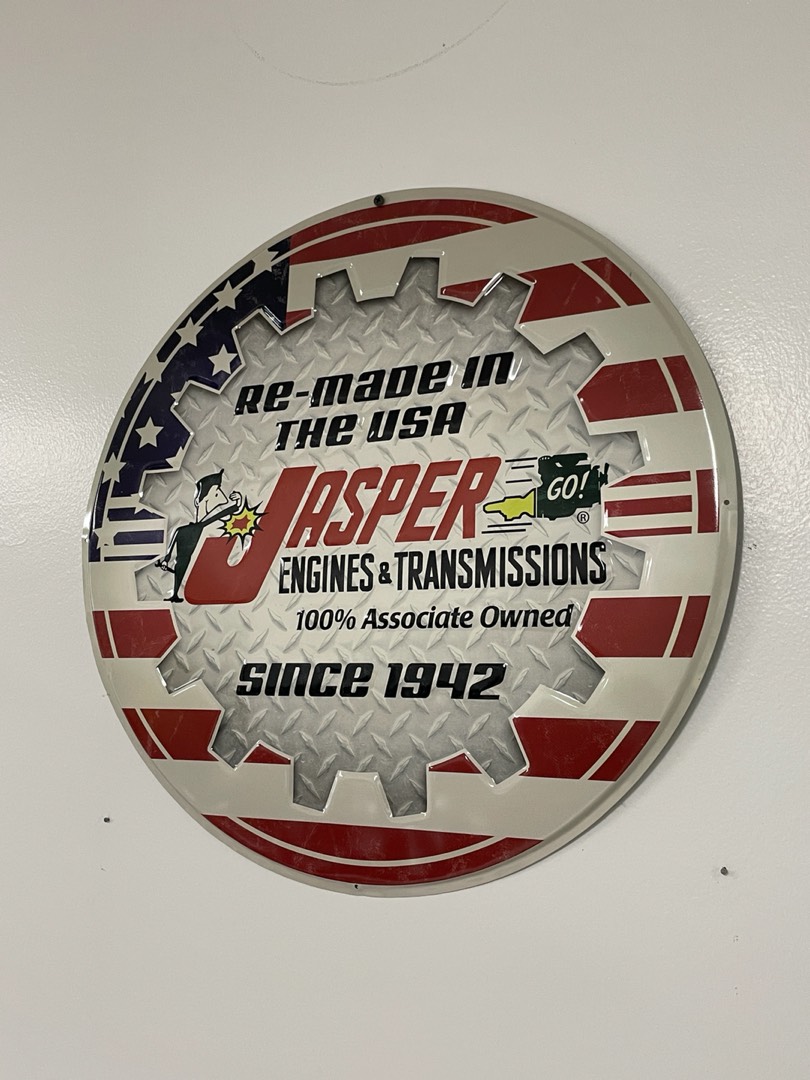 Re-made in
The USA
JASPER GO! ®
ENGINES & TRANSMISSIONS
100% Associate Owned
Since 1942